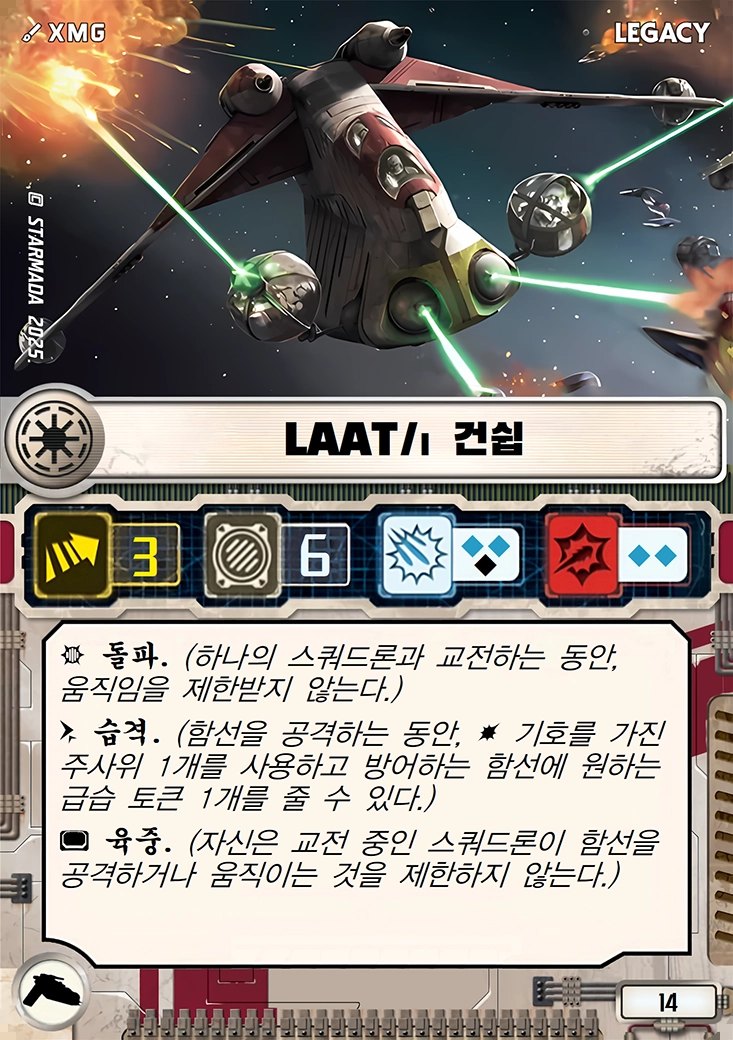 XMG
LEGACY
© STARMADA 2025
LAAT/i 건쉽
3
6
돌파. (하나의 스쿼드론과 교전하는 동안,
움직임을 제한받지 않는다.)
습격. (함선을 공격하는 동안, 기호를 가진
주사위 1개를 사용하고 방어하는 함선에 원하는
급습 토큰 1개를 줄 수 있다.)
육중. (자신은 교전 중인 스쿼드론이 함선을
공격하거나 움직이는 것을 제한하지 않는다.)
14